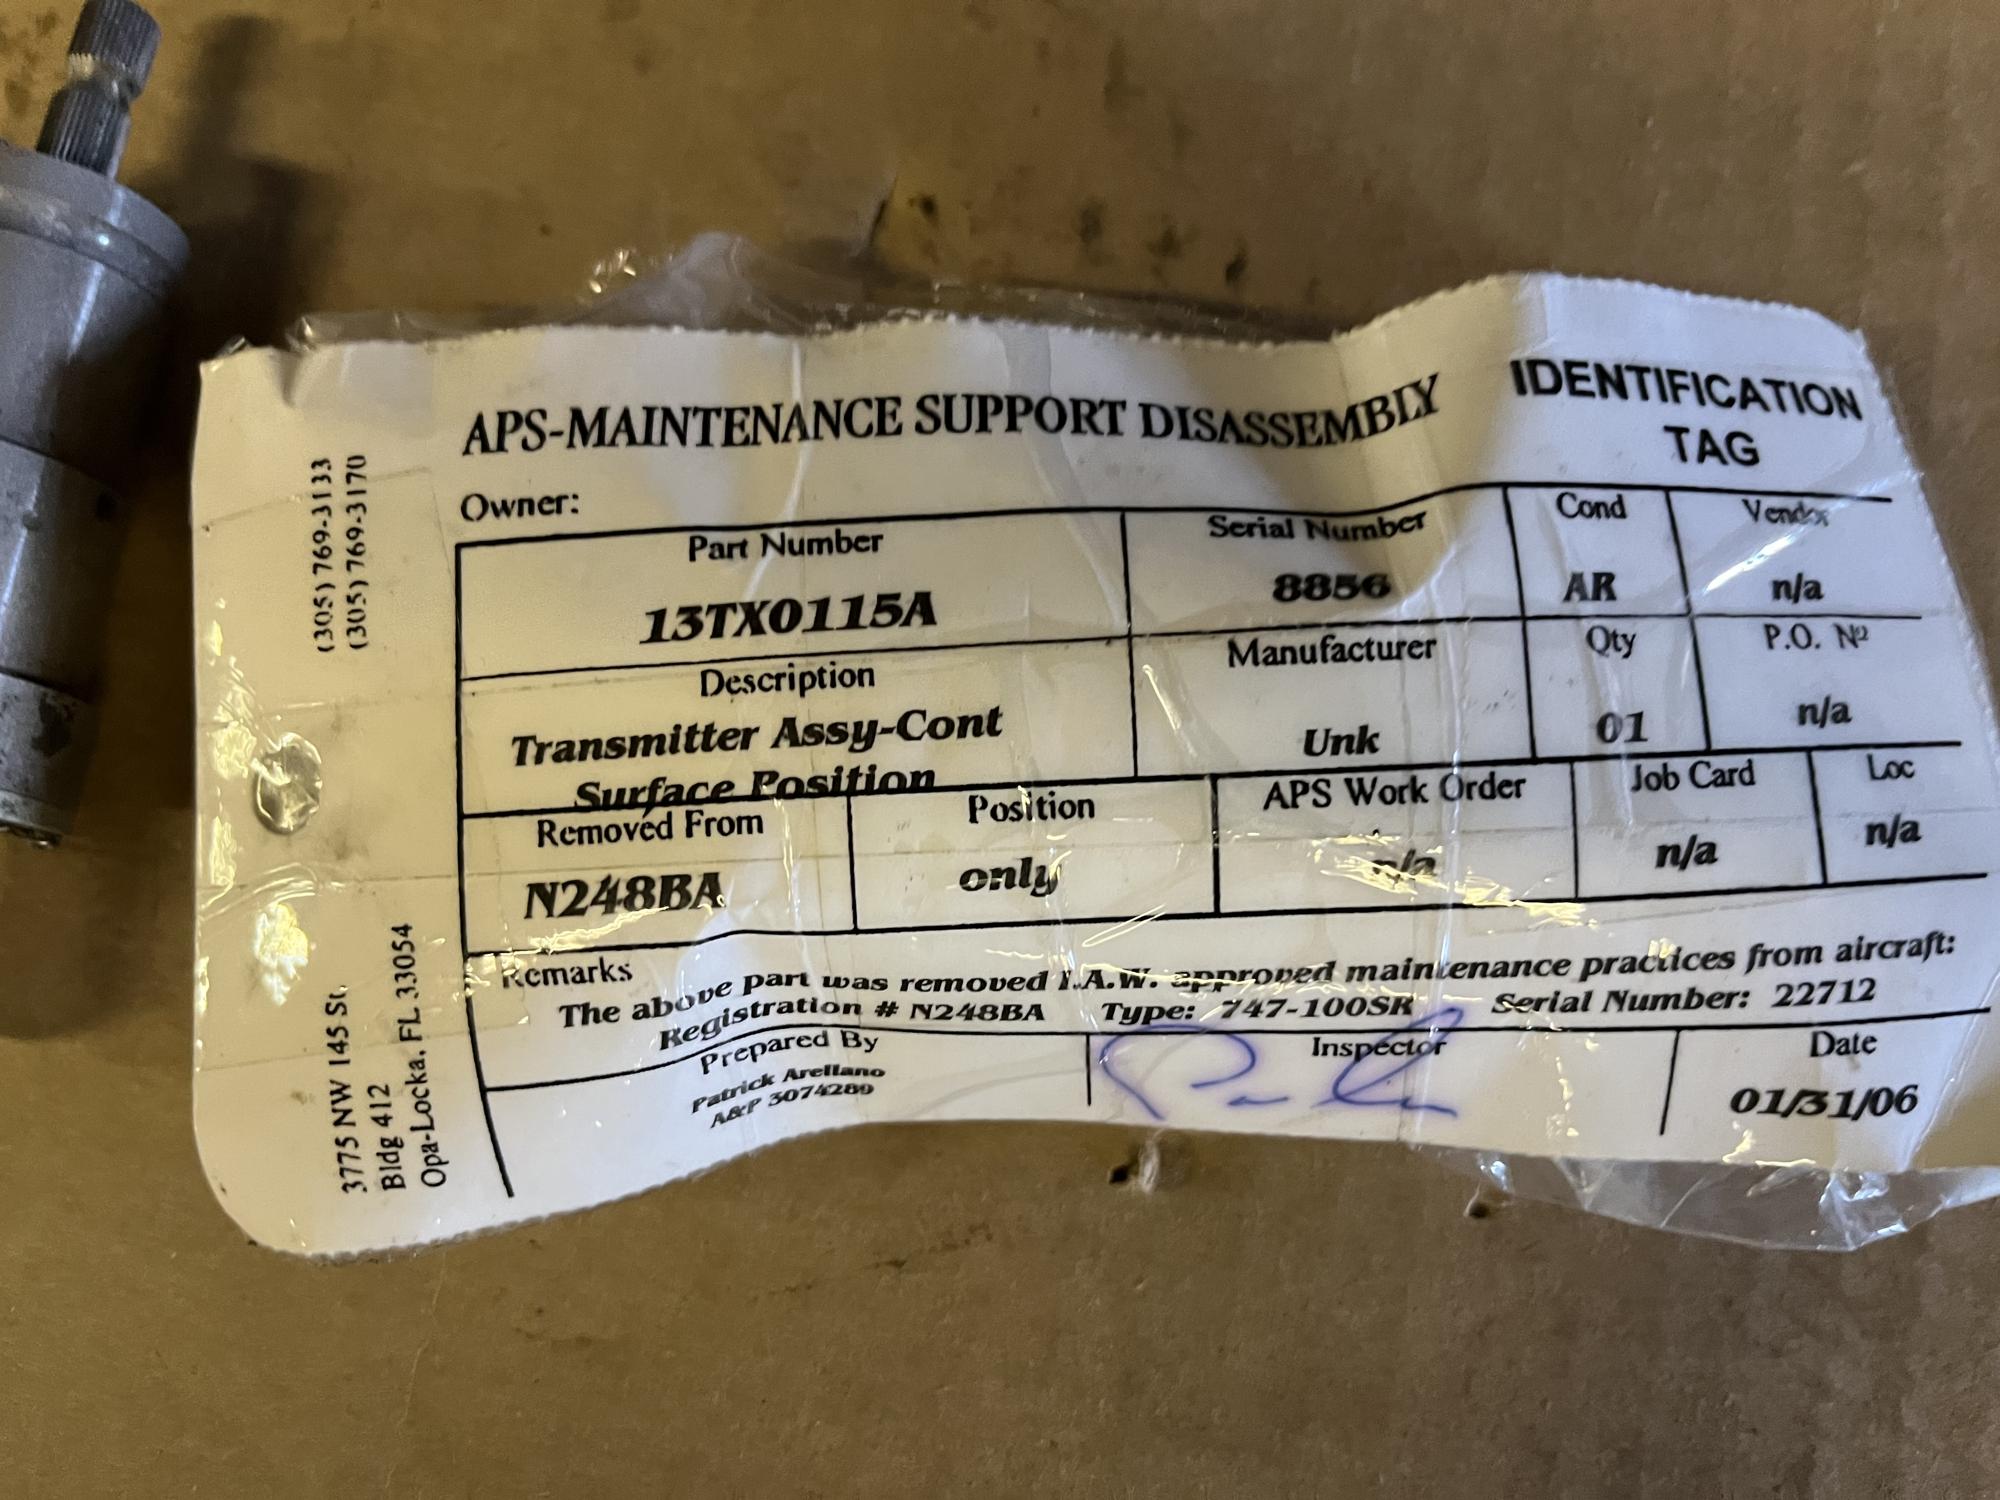 APS-MAINTENANCE SUPPORT DISASSEMBLY
IDENTIFICATION
TAG
(305) 769-3133
(305) 769-3170
3775 NW 145 St.
Bldg 412
Opa-Locka, FL 33054
Owner:
Part Number
13TX0115A
Serial Number
8856
Cond
AR
Vendor
n/a
Description
Transmitter Assy-Cont
Surface Position
Manufacturer
Unk
Qty
01
P.O. Nº
n/a
Removed From
N248BA
Position
only
APS Work Order
n/a
Job Card
n/a
Loc
n/a
Remarks
The above part was removed I.A.W. approved maintenance practices from aircraft:
Registration # N248BA Type: 747-100SR Serial Number: 22712
Prepared By
Patrick Arellano
A&P 3074289
Inspector
Date
01/31/06